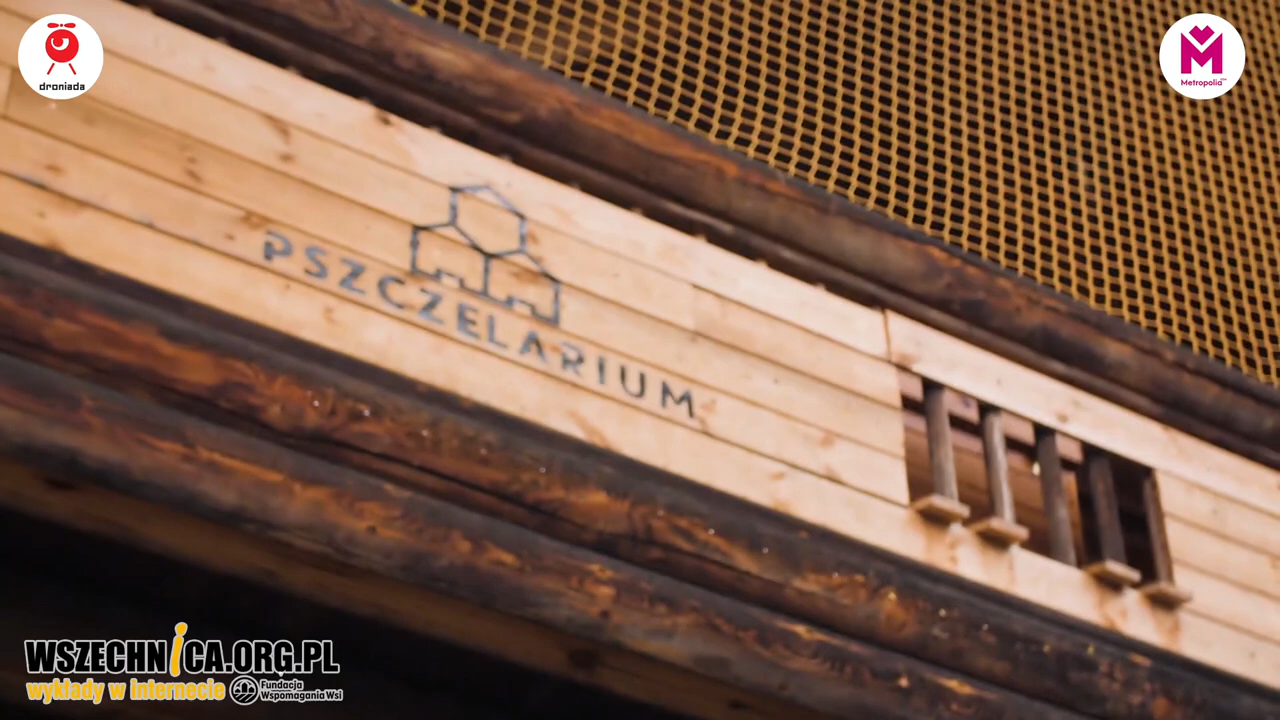 droniada
Metropolia
PSZCZELARIUM
WSZECHNICA.ORG.PL
wykłady w internecie
Fundacja
Wspomagania Wsi